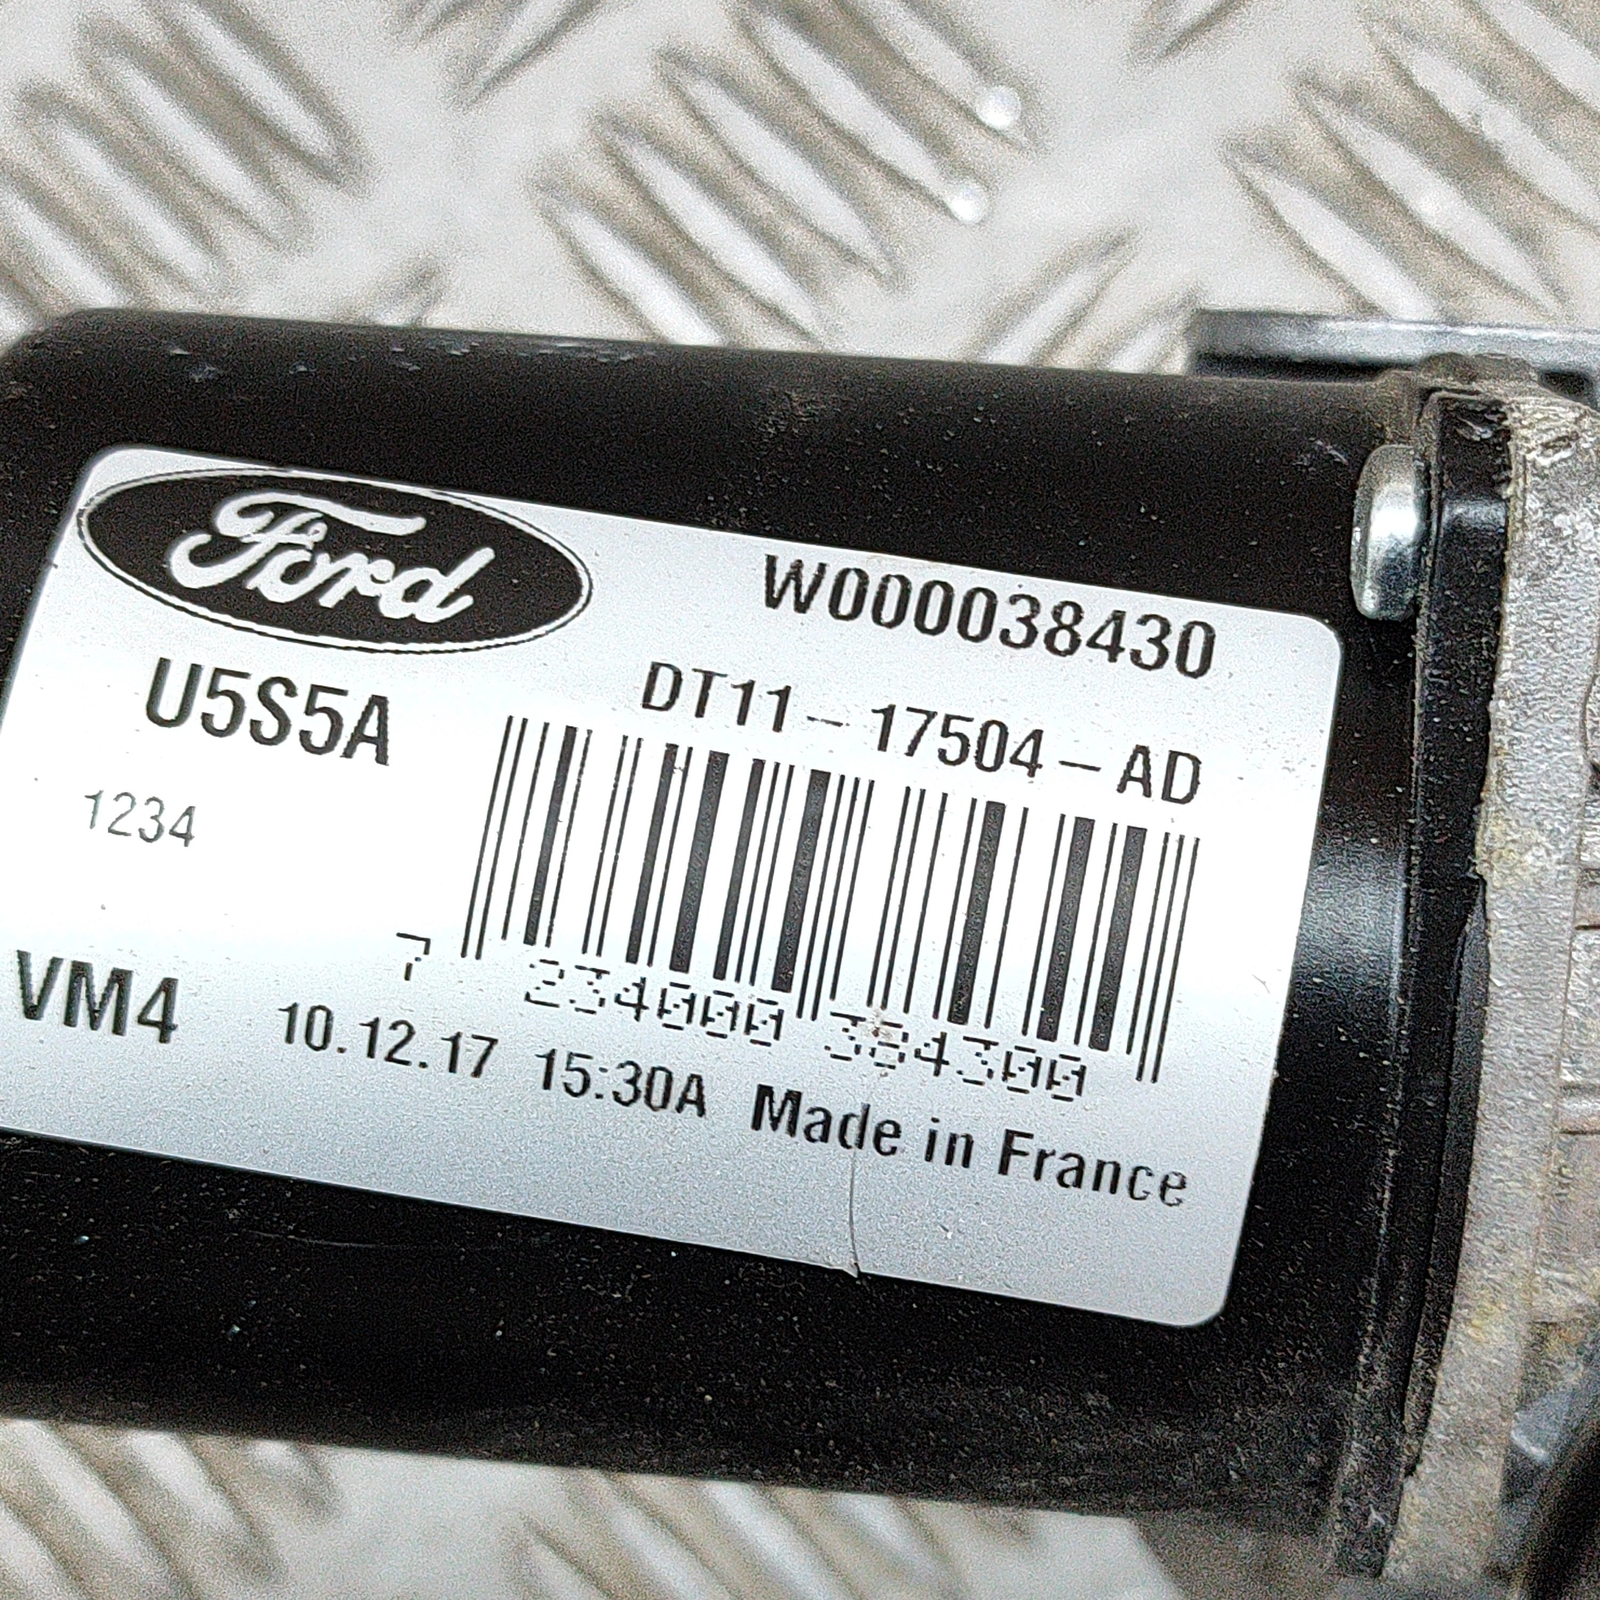 Ford
W000038430
U5S5A
DT11-17504-AD
1234
7 234000 384300
VM4
10.12.17 15:30A Made in France